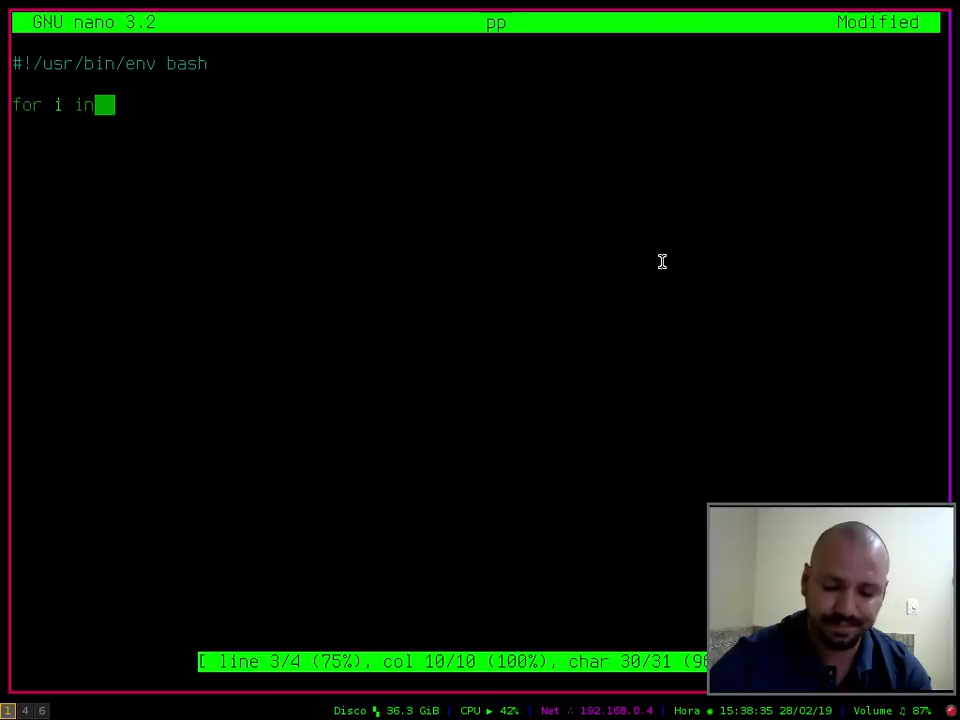 GNU nano 3.2 pp Modified
#!/usr/bin/env bash
for i in
[ line 3/4 (75%), col 10/10 (100%), char 30/31 (96
1 4 6 Disco 36.3 GiB | CPU ▶ 42% | Net ∴ 192.168.0.4 | Hora ◉ 15:38:35 28/02/19 | Volume ♫ 87%